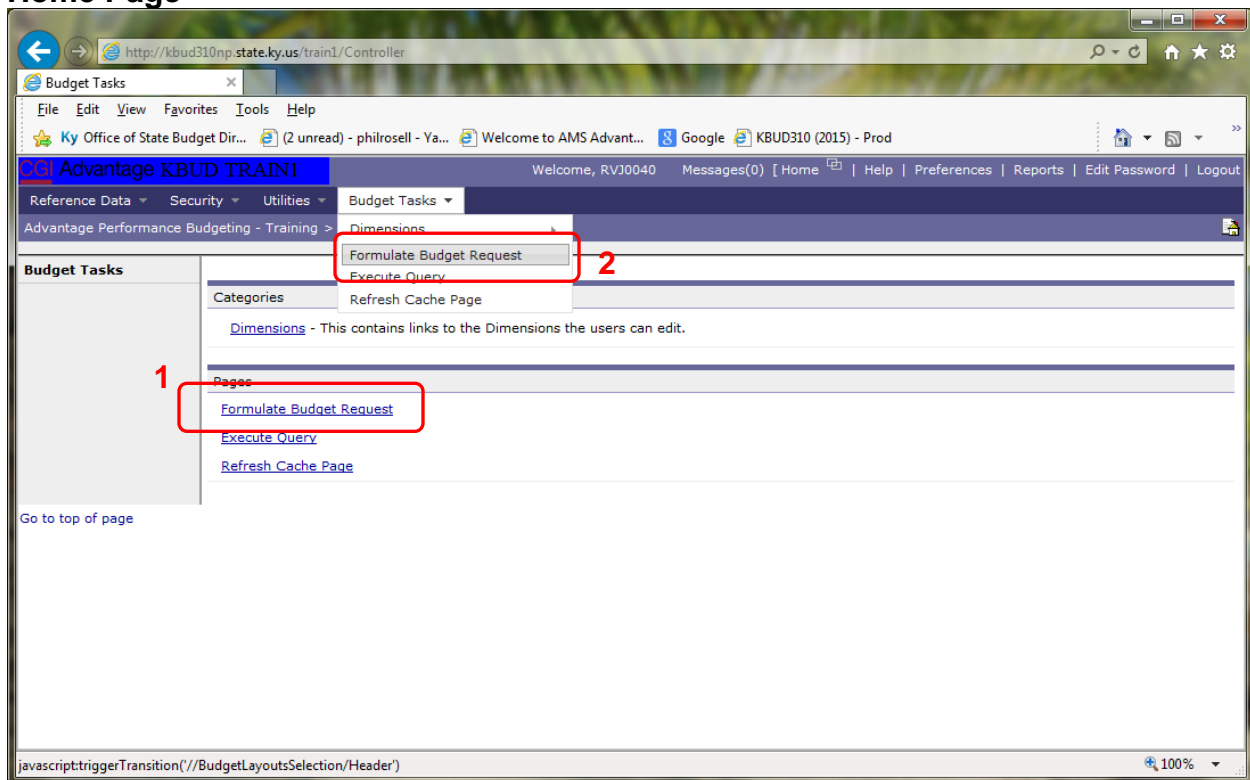 Home Page
http://kbud310np.state.ky.us/train1/Controller
Budget Tasks
File Edit View Favorites Tools Help
Ky Office of State Budget Dir... (2 unread) - philrosell - Ya... Welcome to AMS Advant... Google KBUD310 (2015) - Prod
CGI Advantage KBUD TRAIN1 Welcome, RVJ0040 Messages(0) [ Home | Help | Preferences | Reports | Edit Password | Logout
Reference Data Security Utilities Budget Tasks
Advantage Performance Budgeting - Training > Dimensions
Formulate Budget Request 2
Budget Tasks Execute Query
Categories Refresh Cache Page
Dimensions - This contains links to the Dimensions the users can edit.
1 Pages
Formulate Budget Request
Execute Query
Refresh Cache Page
Go to top of page
javascript:triggerTransition('//BudgetLayoutsSelection/Header') 100%